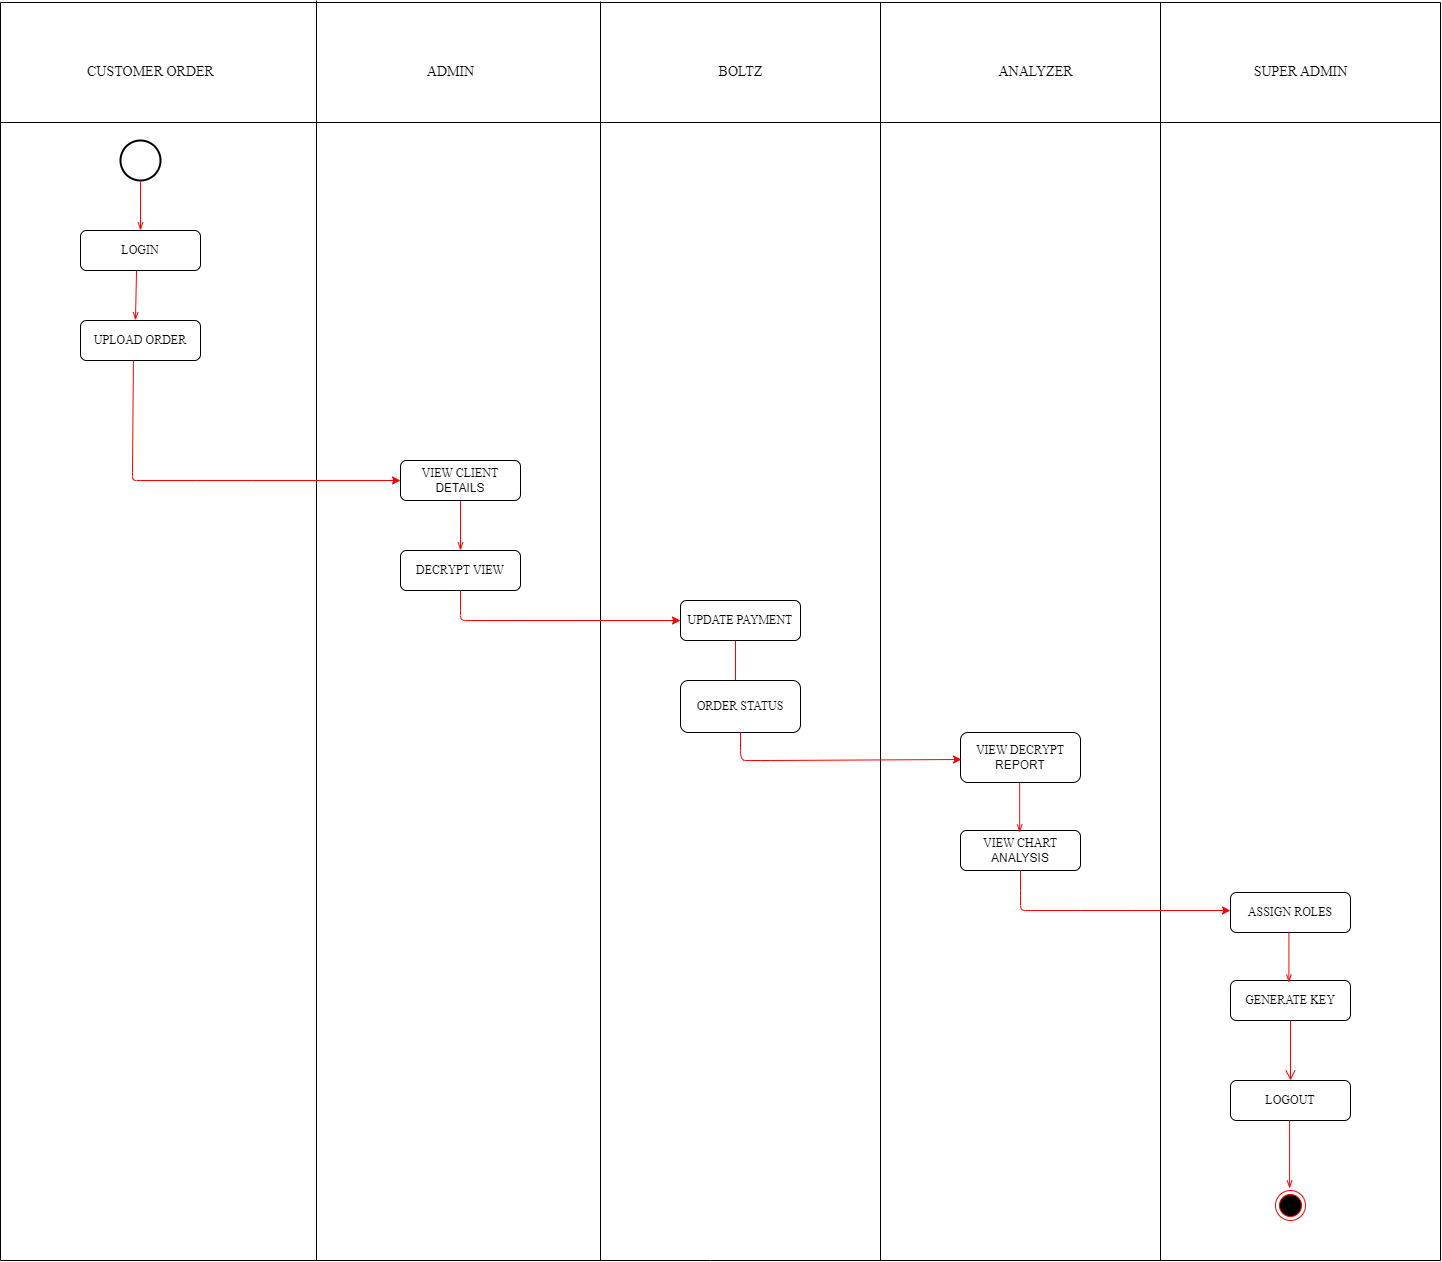 CUSTOMER ORDER
ADMIN
BOLTZ
ANALYZER
SUPER ADMIN
LOGIN
UPLOAD ORDER
VIEW CLIENT
DETAILS
DECRYPT VIEW
UPDATE PAYMENT
ORDER STATUS
VIEW DECRYPT
REPORT
VIEW CHART
ANALYSIS
ASSIGN ROLES
GENERATE KEY
LOGOUT